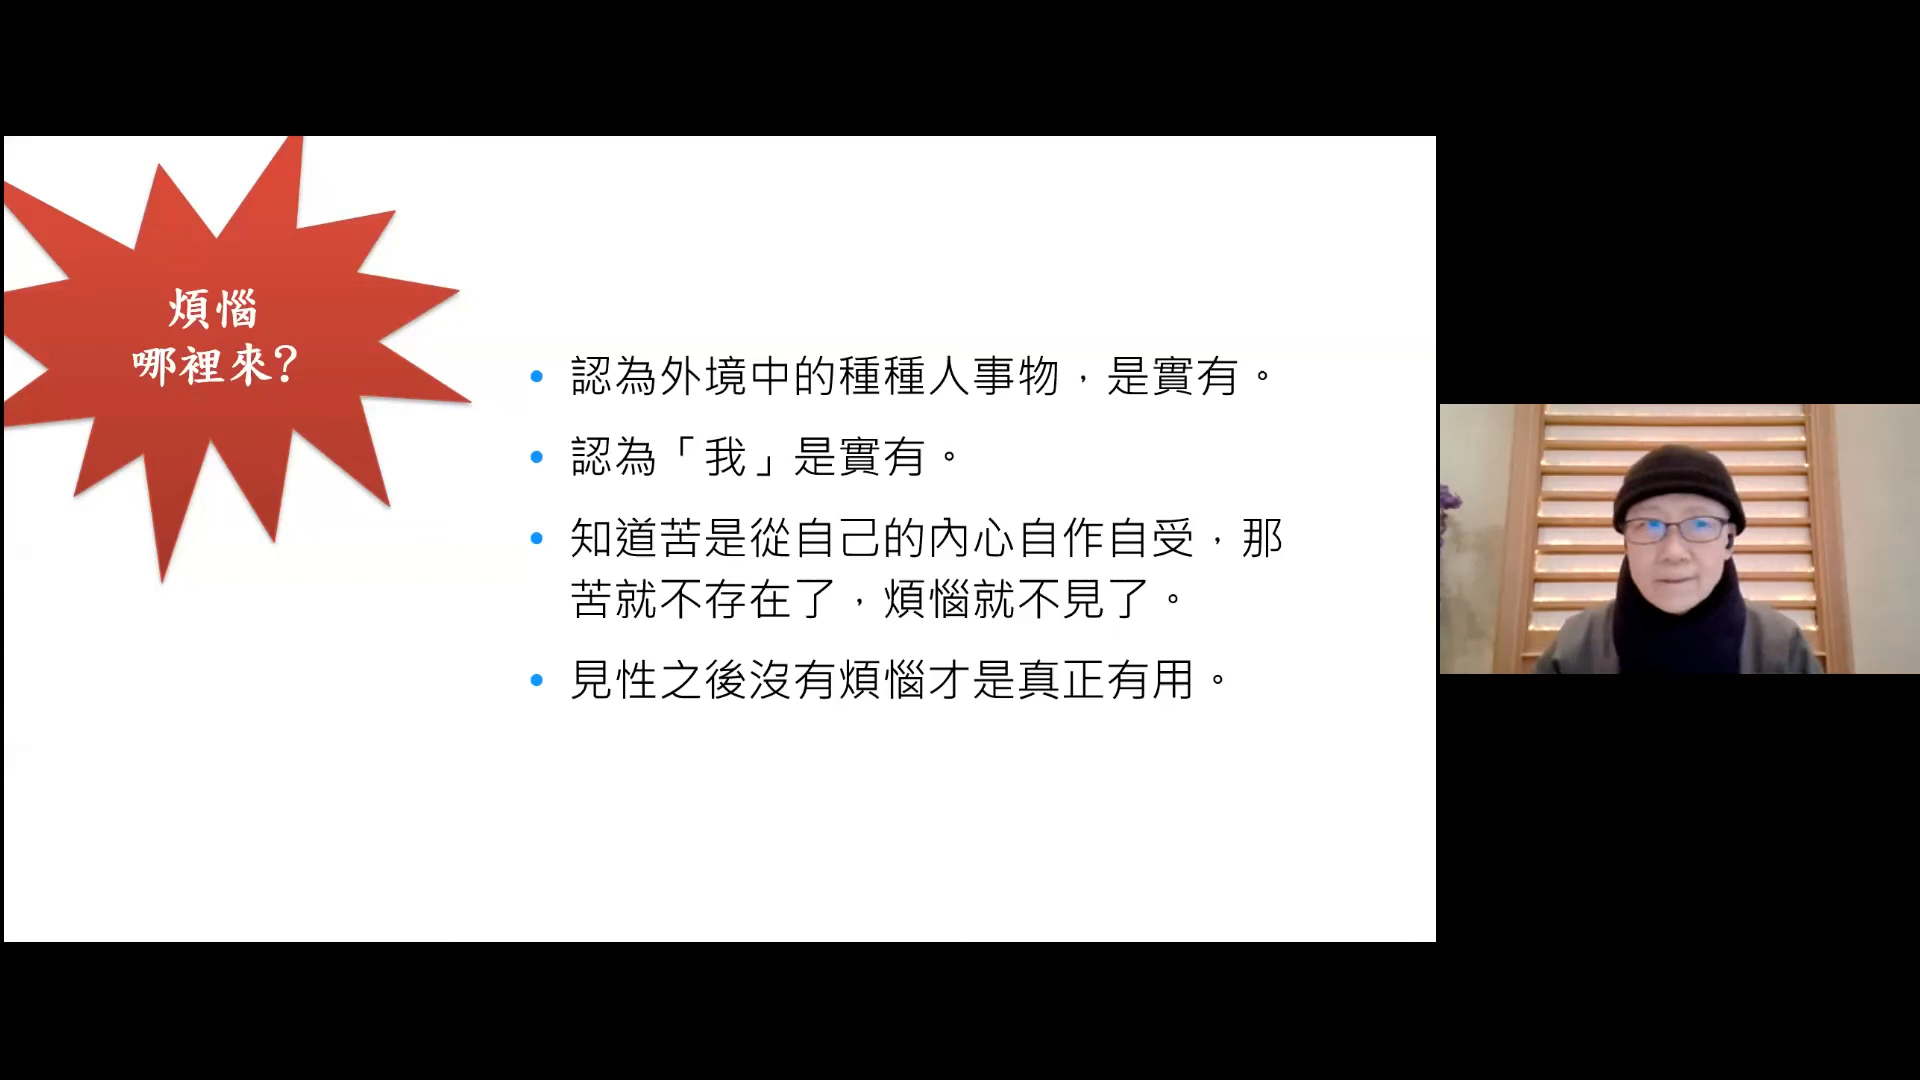 煩惱
哪裡來?
• 認為外境中的種種人事物，是實有。
• 認為「我」是實有。
• 知道苦是從自己的內心自作自受，那
苦就不存在了，煩惱就不見了。
• 見性之後沒有煩惱才是真正有用。